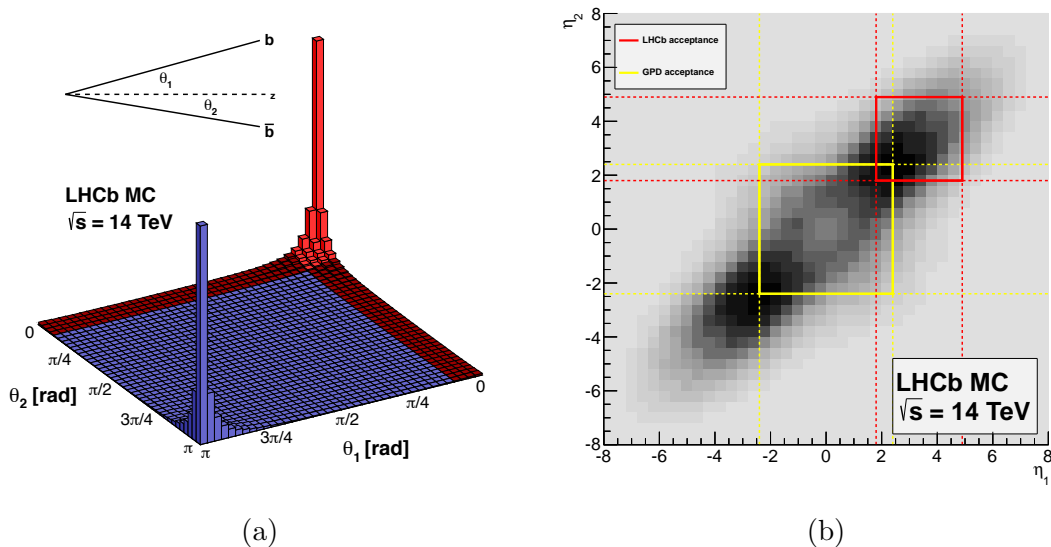 b
θ1
z
θ2
b̅
LHCb MC
√s = 14 TeV
0
π/4
π/2
3π/4
π
θ2 [rad]
π
3π/4
π/2
π/4
0
θ1 [rad]
(a)
η2
8
6
4
2
0
-2
-4
-6
-8
LHCb acceptance
GPD acceptance
LHCb MC
√s = 14 TeV
-8 -6 -4 -2 0 2 4 6 8
η1
(b)